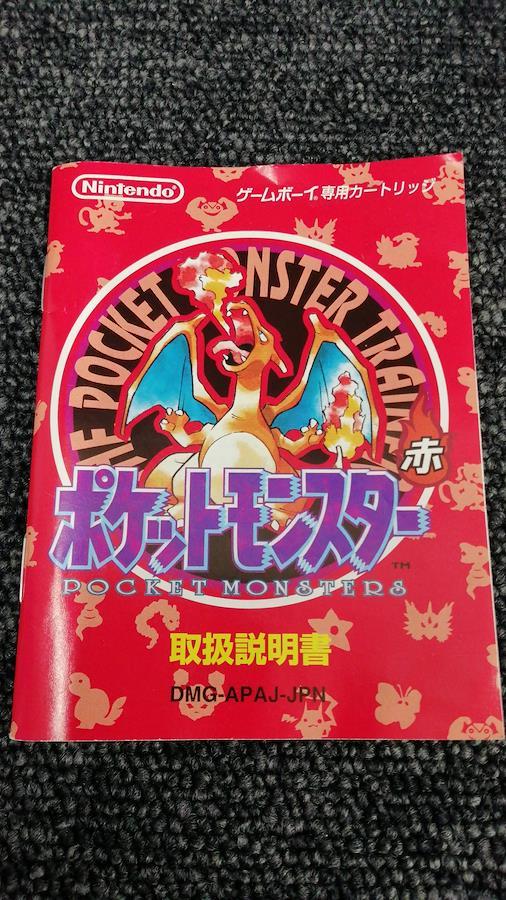 Nintendo
ゲームボーイ®専用カートリッジ
THE POCKET MONSTER TRAINER
赤
ポケットモンスター
TM
POCKET MONSTERS
取扱説明書
DMG-APAJ-JPN